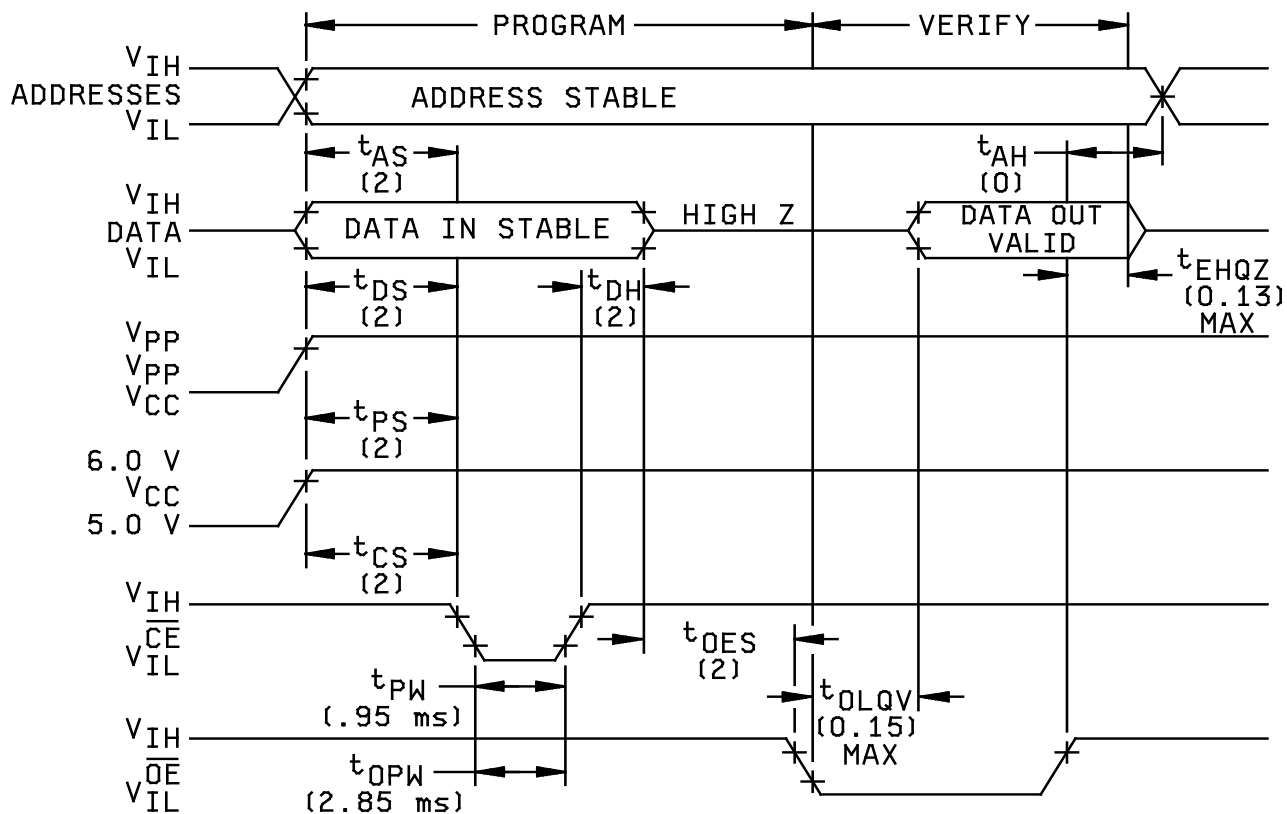 PROGRAM VERIFY
VIH
ADDRESSES
VIL
ADDRESS STABLE
tAS
(2)
tAH
(0)
VIH
DATA
VIL
DATA IN STABLE
HIGH Z
DATA OUT
VALID
tDS
(2)
tDH
(2)
tEHQZ
(0.13)
MAX
VPP
VPP
VCC
tPS
(2)
6.0 V
VCC
5.0 V
tCS
(2)
VIH
CE
VIL
tOES
(2)
tPW
(.95 ms)
tOLQV
(0.15)
MAX
VIH
OE
VIL
tOPW
(2.85 ms)